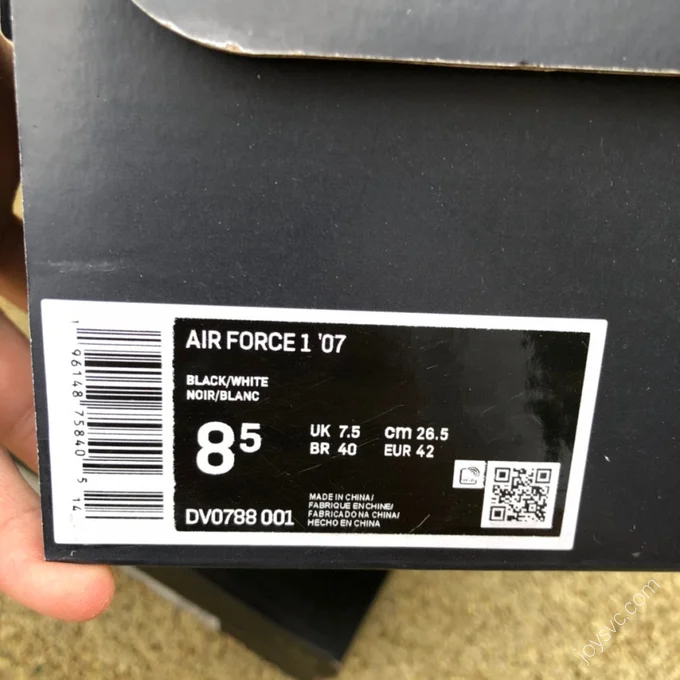 AIR FORCE 1 '07
BLACK/WHITE
NOIR/BLANC
8⁵
UK 7.5 cm 26.5
BR 40 EUR 42
DV0788 001
MADE IN CHINA/
FABRIQUE EN CHINE/
FABRICADO NA CHINA/
HECHO EN CHINA
1 96148 75840 5 14
joysvc.com